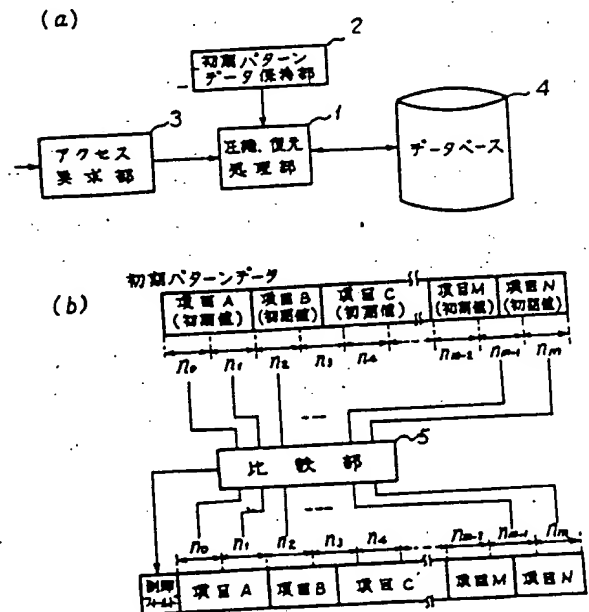 (a)
2
初期パターン
データ保持部
3
アクセス
要求部
1
圧縮、復元
処理部
4
データベース
初期パターンデータ
(b)
項目A 項目B 項目C 項目M 項目N
(初期値) (初期値) (初期値) (初期値) (初期値)
n₀ n₁ n₂ n₃ n₄ nₘ₋₂ nₘ₋₁ nₘ
5
比較部
n₀ n₁ n₂ n₃ n₄ nₘ₋₂ nₘ₋₁ nₘ
制御
フィールド 項目A 項目B 項目C 項目M 項目N